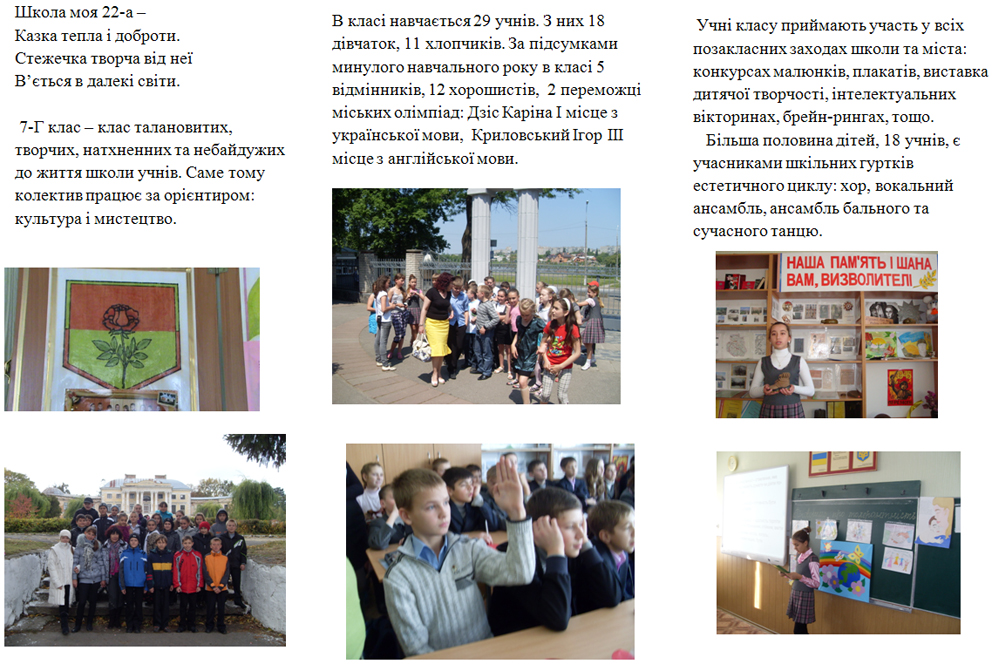 Школа моя 22-а –
Казка тепла і доброти.
Стежечка творча від неї
В’ється в далекі світи.
7-Г клас – клас талановитих,
творчих, натхненних та небайдужих
до життя школи учнів. Саме тому
колектив працює за орієнтиром:
культура і мистецтво.
В класі навчається 29 учнів. З них 18
дівчаток, 11 хлопчиків. За підсумками
минулого навчального року в класі 5
відмінників, 12 хорошистів, 2 переможці
міських олімпіад: Дзіс Каріна І місце з
української мови, Криловський Ігор ІІІ
місце з англійської мови.
Учні класу приймають участь у всіх
позакласних заходах школи та міста:
конкурсах малюнків, плакатів, виставка
дитячої творчості, інтелектуальних
вікторинах, брейн-рингах, тощо.
Більша половина дітей, 18 учнів, є
учасниками шкільних гуртків
естетичного циклу: хор, вокальний
ансамбль, ансамбль бального та
сучасного танцю.
НАША ПАМ'ЯТЬ І ШАНА
ВАМ, ВИЗВОЛИТЕЛІ